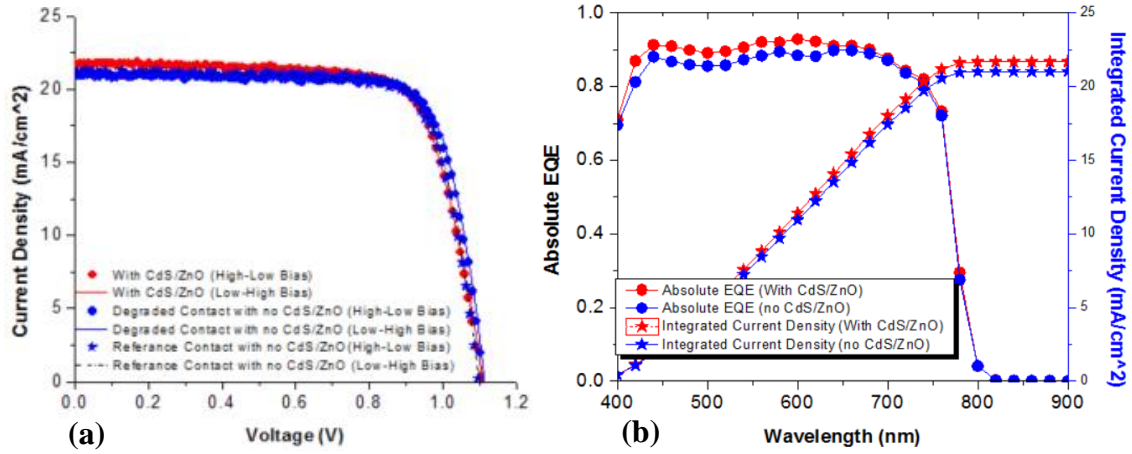 25
20
15
10
5
0
Current Density (mA/cm^2)
With CdS/ZnO (High-Low Bias)
With CdS/ZnO (Low-High Bias)
Degraded Contact with no CdS/ZnO (High-Low Bias)
Degraded Contact with no CdS/ZnO (Low-High Bias)
Referance Contact with no CdS/ZnO (High-Low Bias)
Referance Contact with no CdS/ZnO (Low-High Bias)
0.0 0.2 0.4 0.6 0.8 1.0 1.2
Voltage (V)
(a)
1.0
0.8
0.6
0.4
0.2
0.0
Absolute EQE
Absolute EQE (With CdS/ZnO)
Absolute EQE (no CdS/ZnO)
Integrated Current Density (With CdS/ZnO)
Integrated Current Density (no CdS/ZnO)
400 500 600 700 800 900
Wavelength (nm)
(b)
25
20
15
10
5
0
Integrated Current
Density (mA/cm^2)